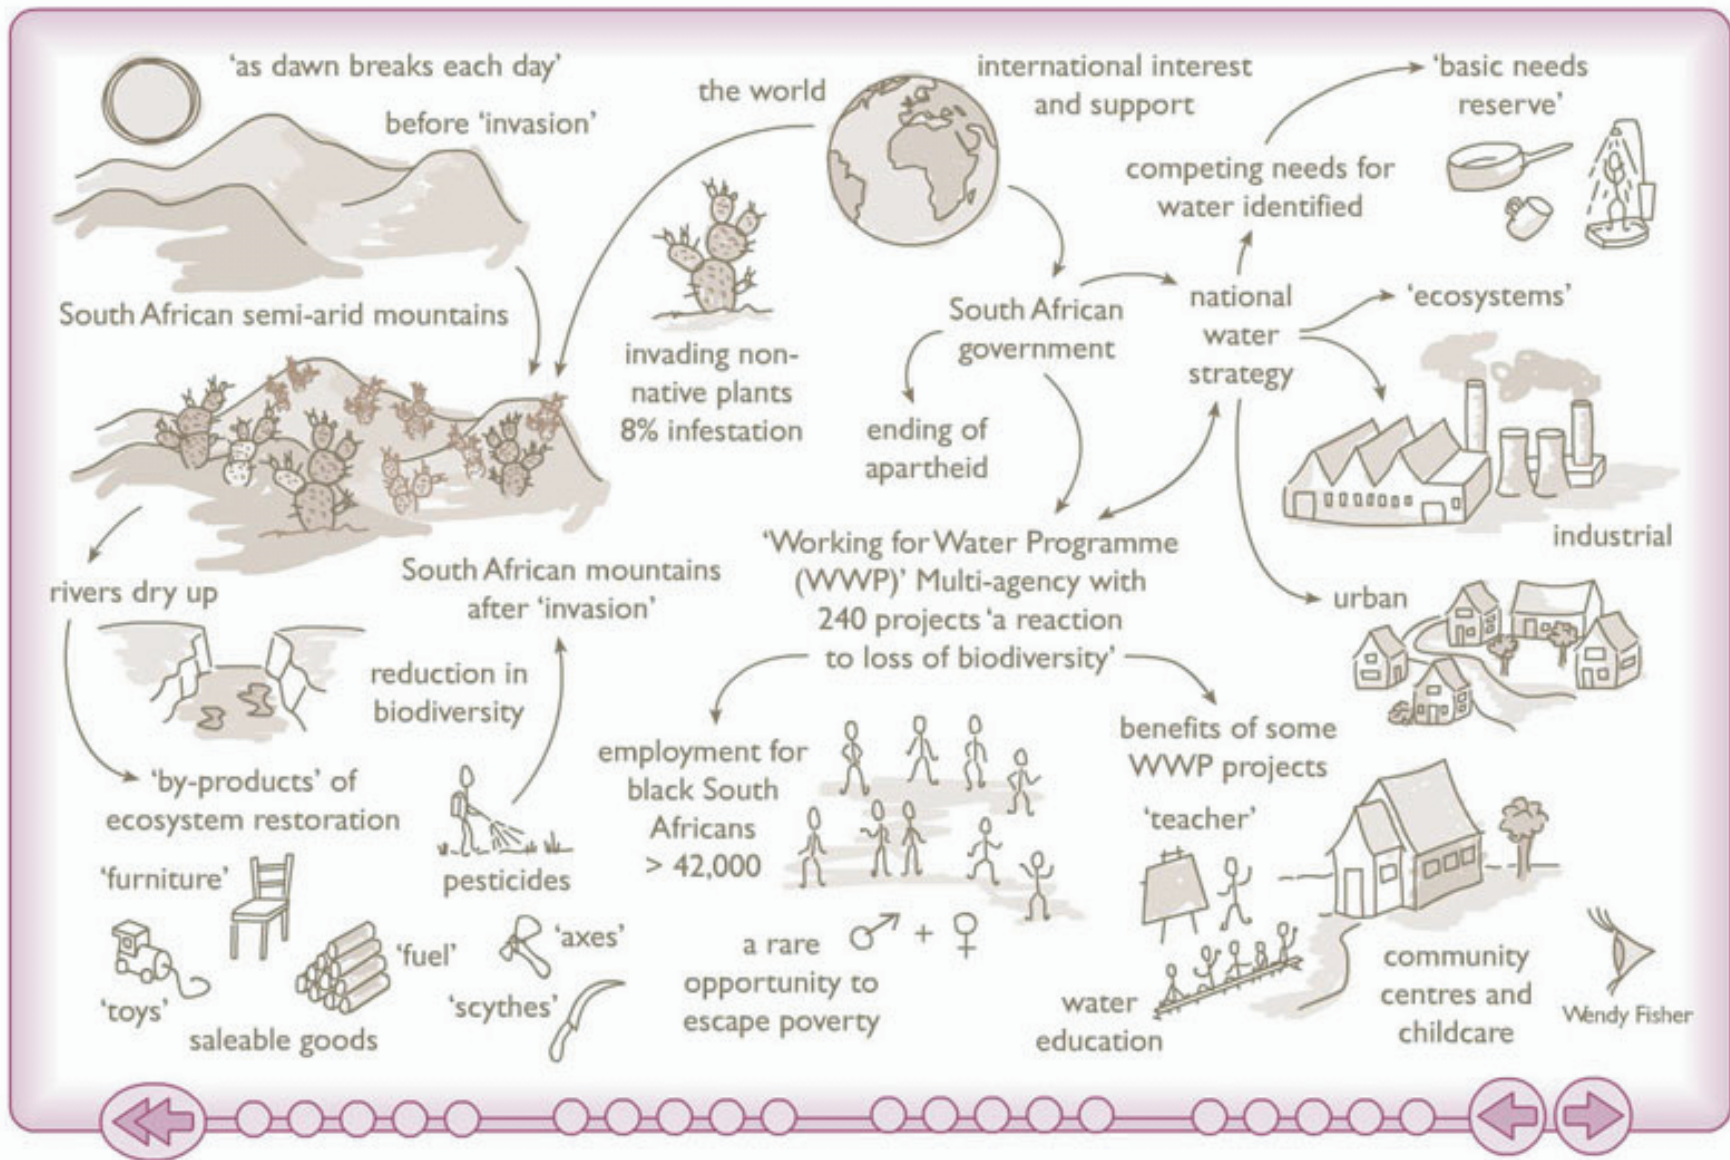 ‘as dawn breaks each day’
before ‘invasion’
South African semi-arid mountains
the world
international interest
and support
invading non-
native plants
8% infestation
South African
government
ending of
apartheid
national
water
strategy
competing needs for
water identified
‘basic needs
reserve’
‘ecosystems’
industrial
urban
South African mountains
after ‘invasion’
rivers dry up
reduction in
biodiversity
‘by-products’ of
ecosystem restoration
‘furniture’
‘toys’
‘fuel’
saleable goods
pesticides
‘axes’
‘scythes’
‘Working for Water Programme
(WWP)’ Multi-agency with
240 projects ‘a reaction
to loss of biodiversity’
employment for
black South
Africans
> 42,000
a rare
opportunity to
escape poverty
♂ + ♀
benefits of some
WWP projects
‘teacher’
water
education
community
centres and
childcare
Wendy Fisher